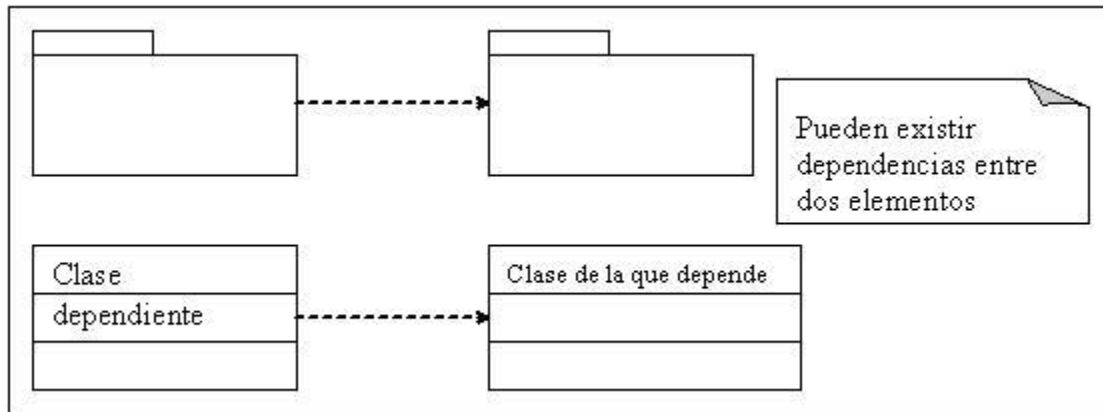 Pueden existir
dependencias entre
dos elementos
Clase
dependiente
Clase de la que depende